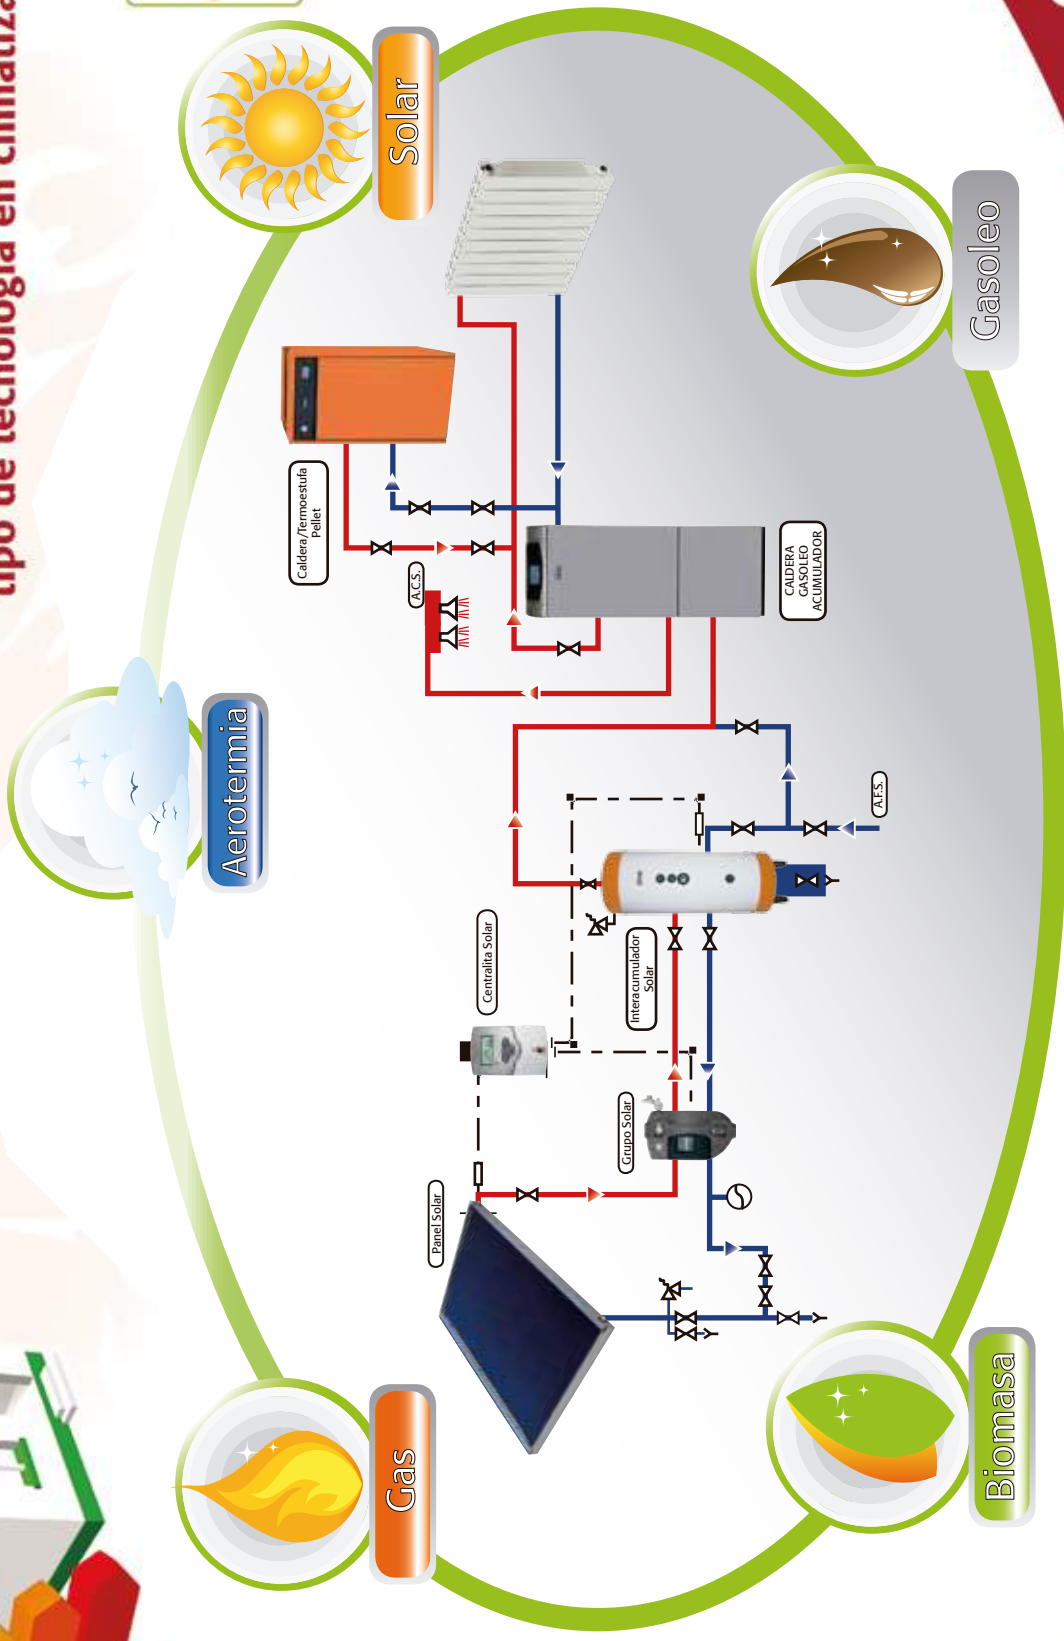 tipo de tecnología en climatiza
Gas
Aerotermia
Solar
Panel Solar
Centralita Solar
A.C.S.
Caldera/Termoestufa
Pellet
Grupo Solar
Interacumulador
Solar
CALDERA
GASOLEO
ACUMULADOR
A.F.S.
Biomasa
Gasoleo